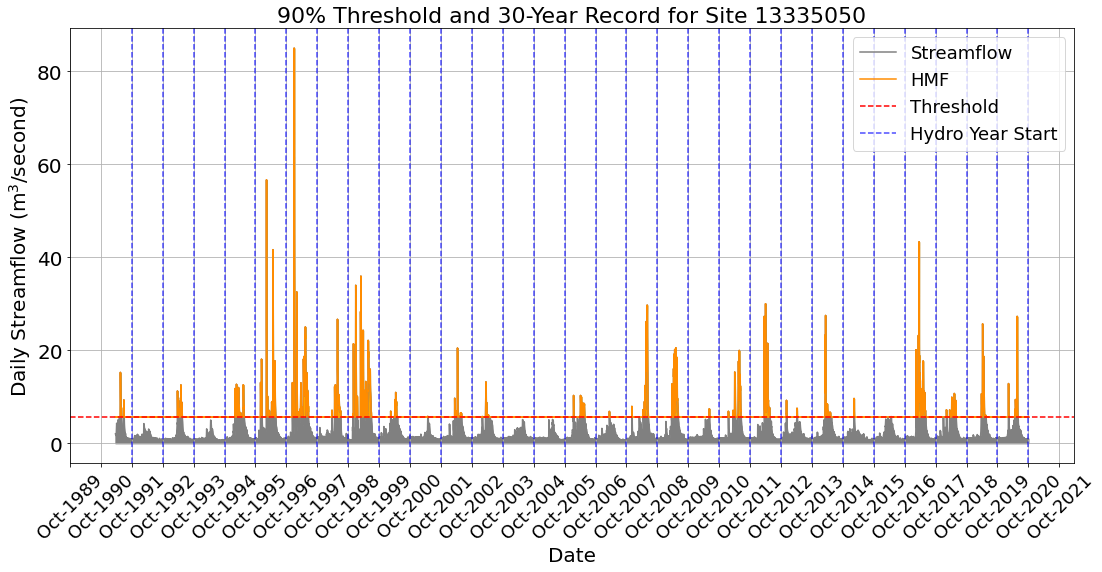 90% Threshold and 30-Year Record for Site 13335050
Streamflow
HMF
Threshold
Hydro Year Start
Daily Streamflow (m³/second)
80
60
40
20
0
Oct-1989
Oct-1990
Oct-1991
Oct-1992
Oct-1993
Oct-1994
Oct-1995
Oct-1996
Oct-1997
Oct-1998
Oct-1999
Oct-2000
Oct-2001
Oct-2002
Oct-2003
Oct-2004
Oct-2005
Oct-2006
Oct-2007
Oct-2008
Oct-2009
Oct-2010
Oct-2011
Oct-2012
Oct-2013
Oct-2014
Oct-2015
Oct-2016
Oct-2017
Oct-2018
Oct-2019
Oct-2020
Oct-2021
Date